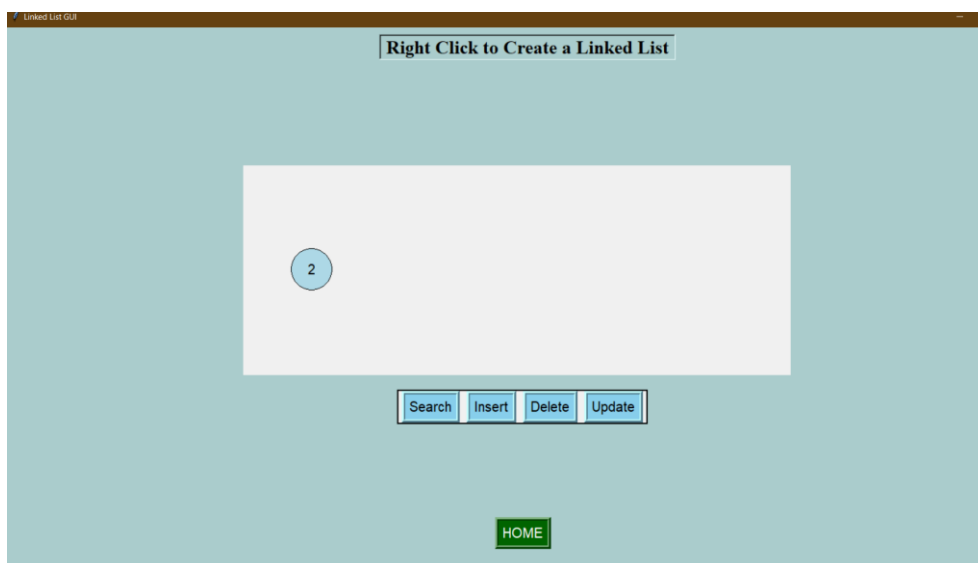 Linked List GUI
Right Click to Create a Linked List
2
Search Insert Delete Update
HOME